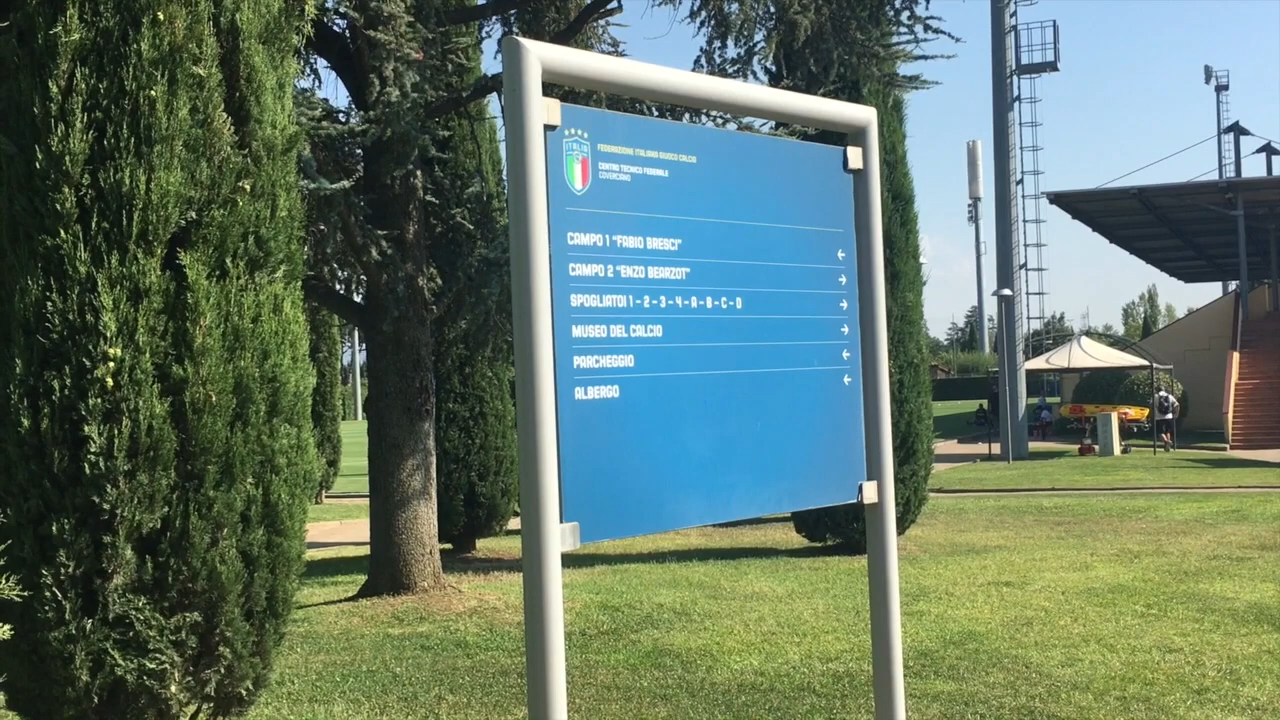 ITALIA
FEDERAZIONE ITALIANA GIUOCO CALCIO
CENTRO TECNICO FEDERALE
COVERCIANO
CAMPO 1 "FABIO BRESCI" ←
CAMPO 2 "ENZO BEARZOT" →
SPOGLIATOI 1 - 2 - 3 - 4 - A - B - C - D →
MUSEO DEL CALCIO →
PARCHEGGIO ←
ALBERGO ←